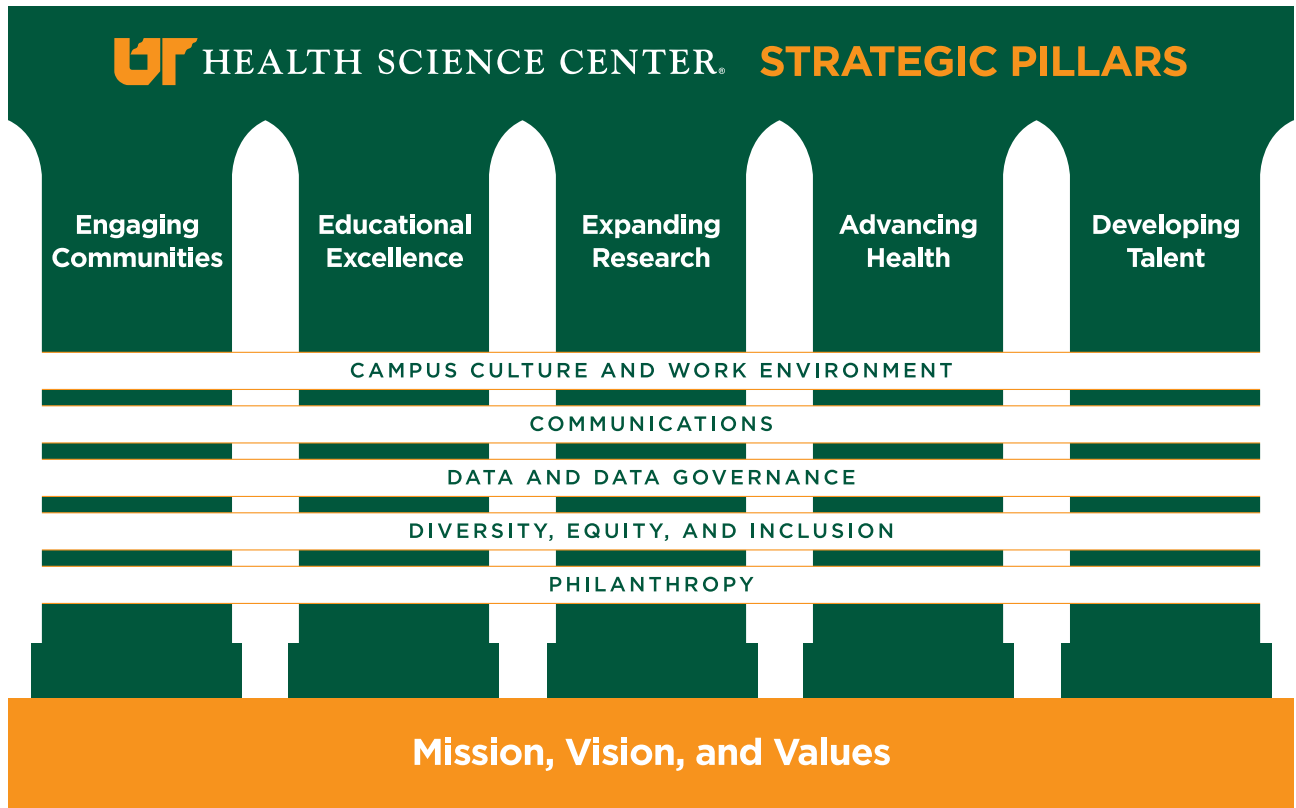 UT HEALTH SCIENCE CENTER® STRATEGIC PILLARS
Engaging
Communities
Educational
Excellence
Expanding
Research
Advancing
Health
Developing
Talent
CAMPUS CULTURE AND WORK ENVIRONMENT
COMMUNICATIONS
DATA AND DATA GOVERNANCE
DIVERSITY, EQUITY, AND INCLUSION
PHILANTHROPY
Mission, Vision, and Values